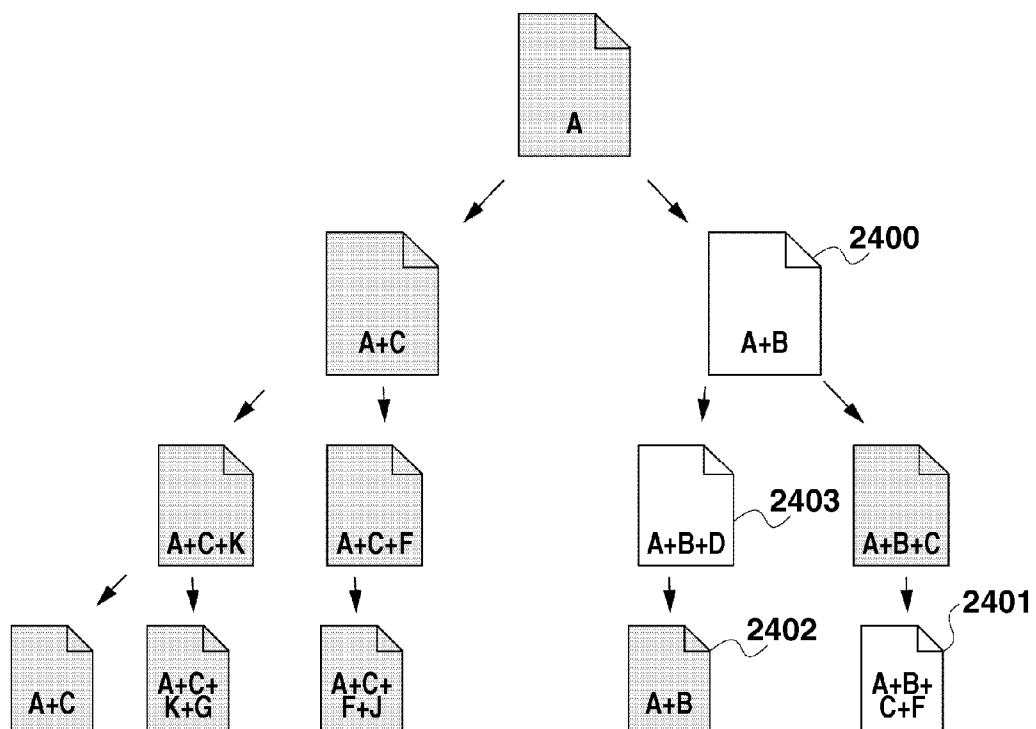 A
2400
A+C
A+B
2403
A+C+K
A+C+F
A+B+D
A+B+C
2402
2401
A+C
A+C+
K+G
A+C+
F+J
A+B
A+B+
C+F